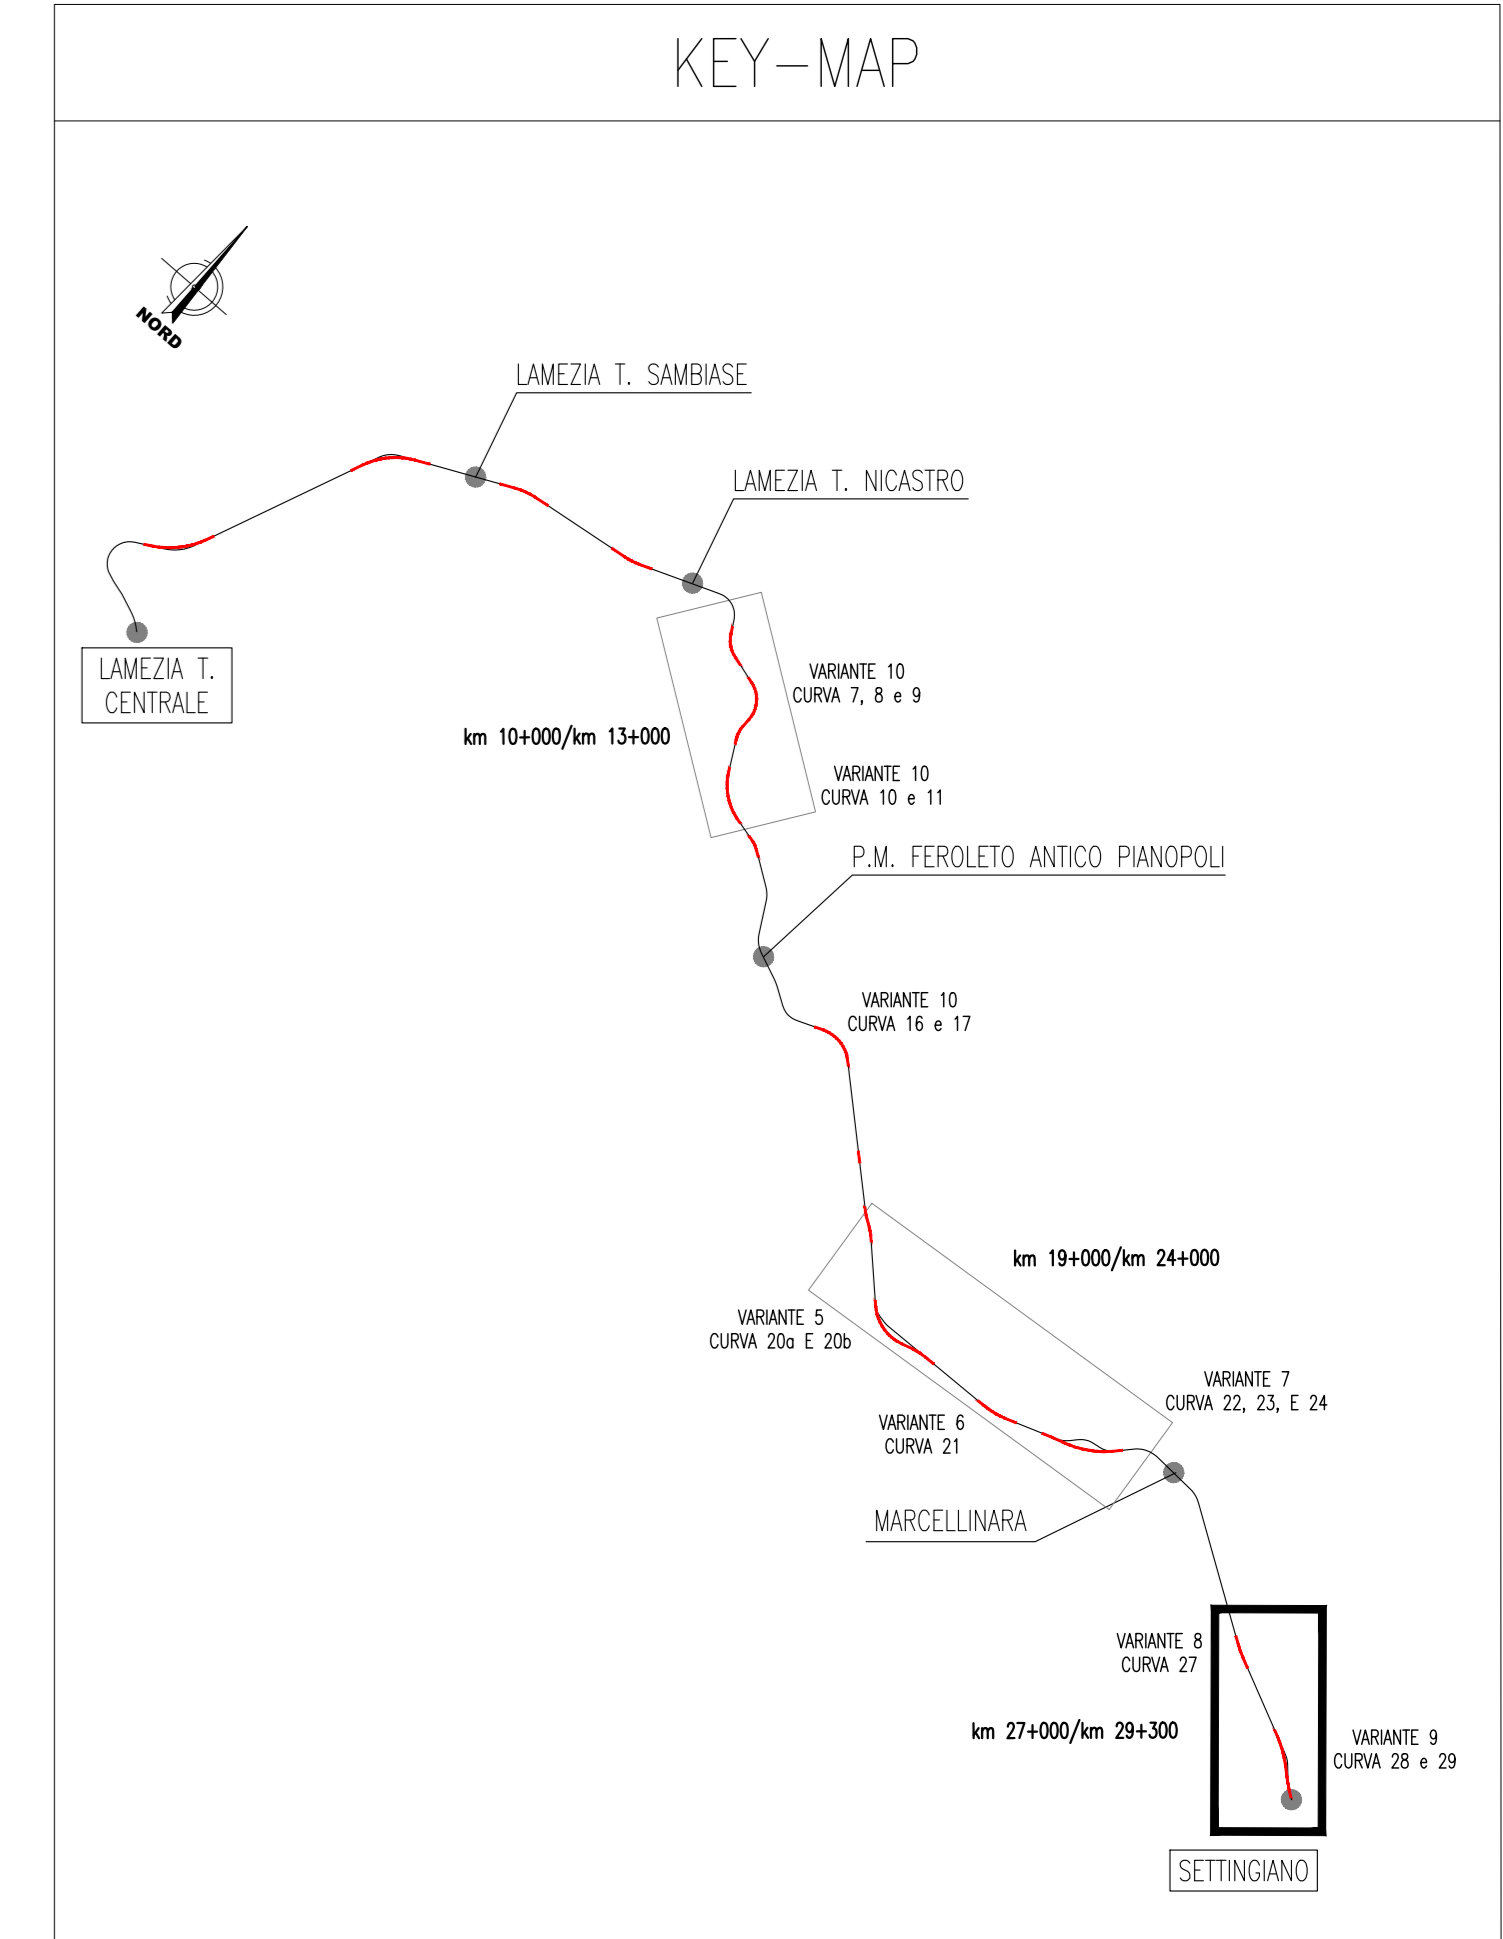 KEY-MAP
NORD
LAMEZIA T. SAMBIASE
LAMEZIA T. NICASTRO
LAMEZIA T.
CENTRALE
VARIANTE 10
CURVA 7, 8 e 9
km 10+000/km 13+000
VARIANTE 10
CURVA 10 e 11
P.M. FEROLETO ANTICO PIANOPOLI
VARIANTE 10
CURVA 16 e 17
km 19+000/km 24+000
VARIANTE 5
CURVA 20a E 20b
VARIANTE 7
CURVA 22, 23, E 24
VARIANTE 6
CURVA 21
MARCELLINARA
VARIANTE 8
CURVA 27
km 27+000/km 29+300
VARIANTE 9
CURVA 28 e 29
SETTINGIANO